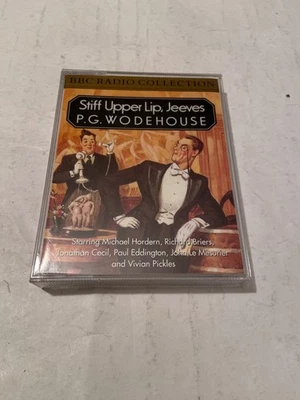 BBC RADIO COLLECTION
Stiff Upper Lip, Jeeves
P.G. WODEHOUSE
Starring Michael Hordern, Richard Briers,
Jonathan Cecil, Paul Eddington, John Le Mesurier
and Vivian Pickles